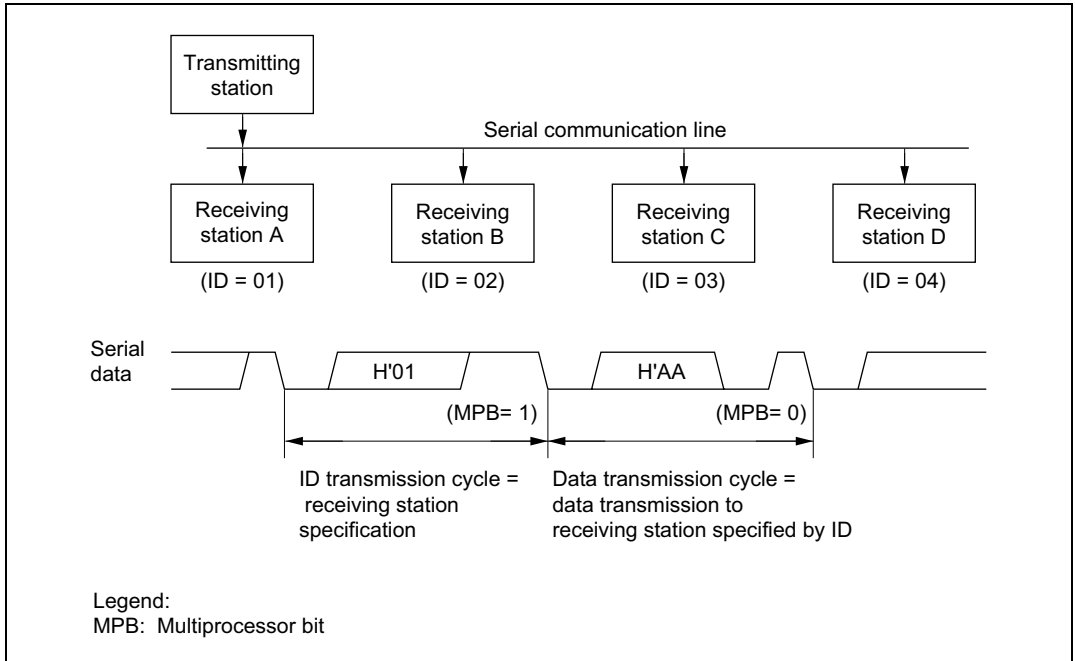 Transmitting
station
Serial communication line
Receiving
station A
Receiving
station B
Receiving
station C
Receiving
station D
(ID = 01)
(ID = 02)
(ID = 03)
(ID = 04)
Serial
data
H'01
H'AA
(MPB= 1)
(MPB= 0)
ID transmission cycle =
receiving station
specification
Data transmission cycle =
data transmission to
receiving station specified by ID
Legend:
MPB: Multiprocessor bit